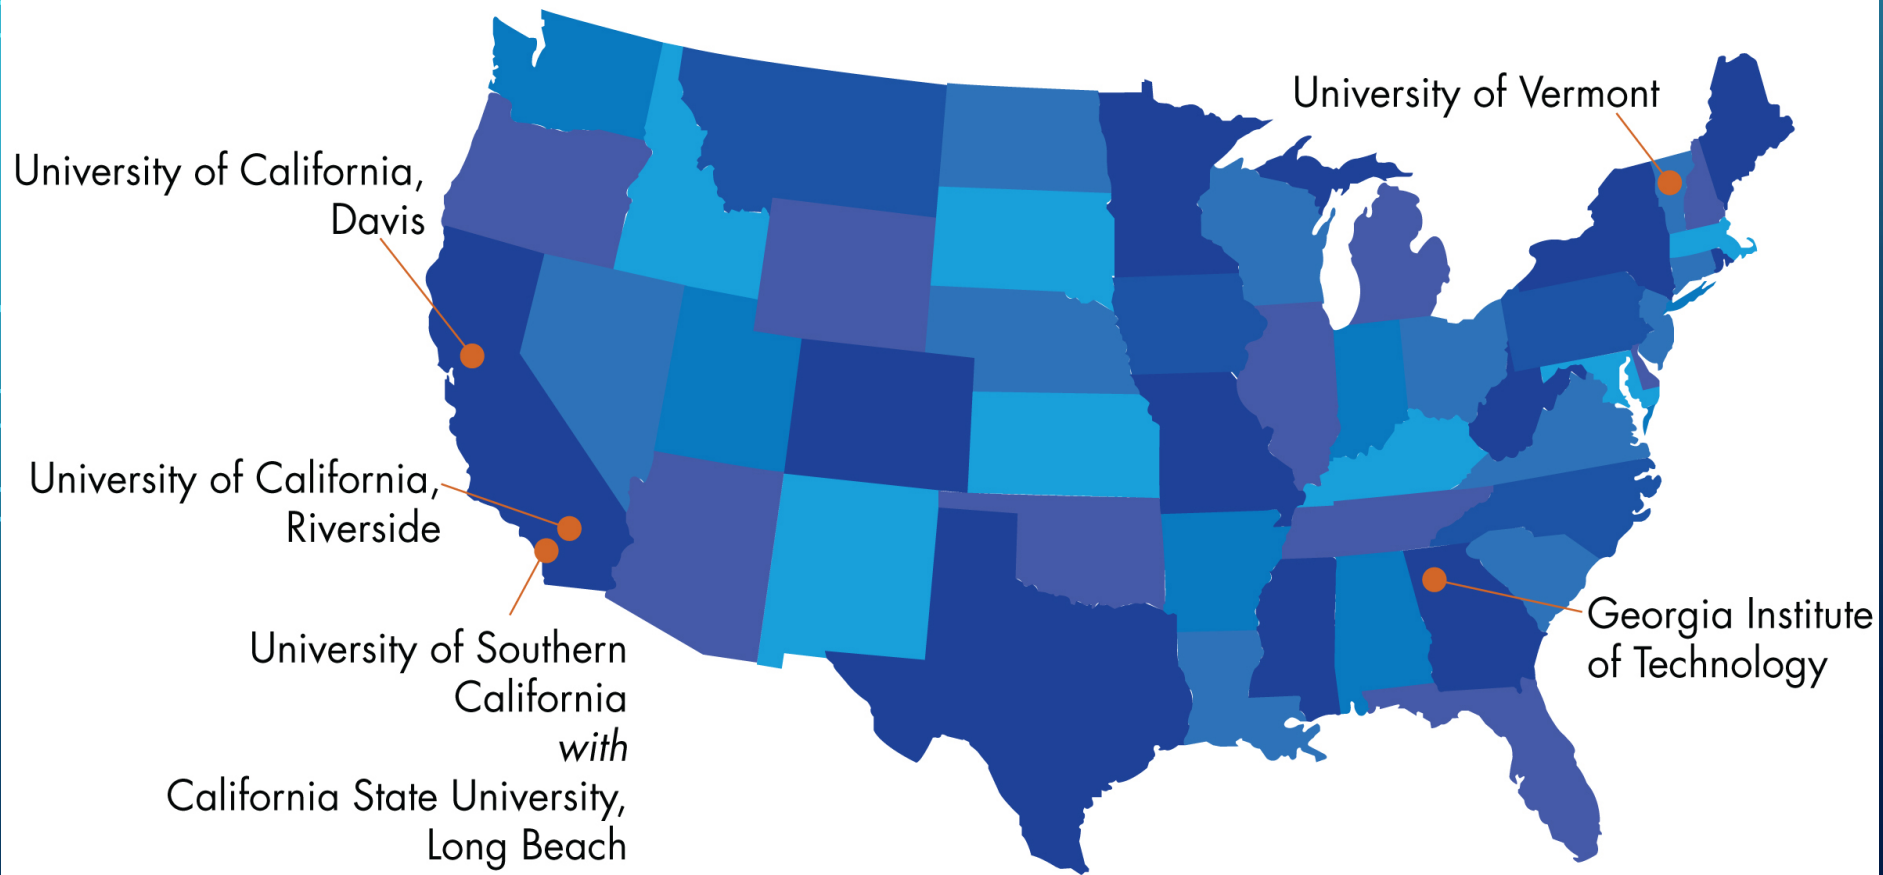 University of Vermont
University of California,
Davis
University of California,
Riverside
University of Southern
California
with
California State University,
Long Beach
Georgia Institute
of Technology